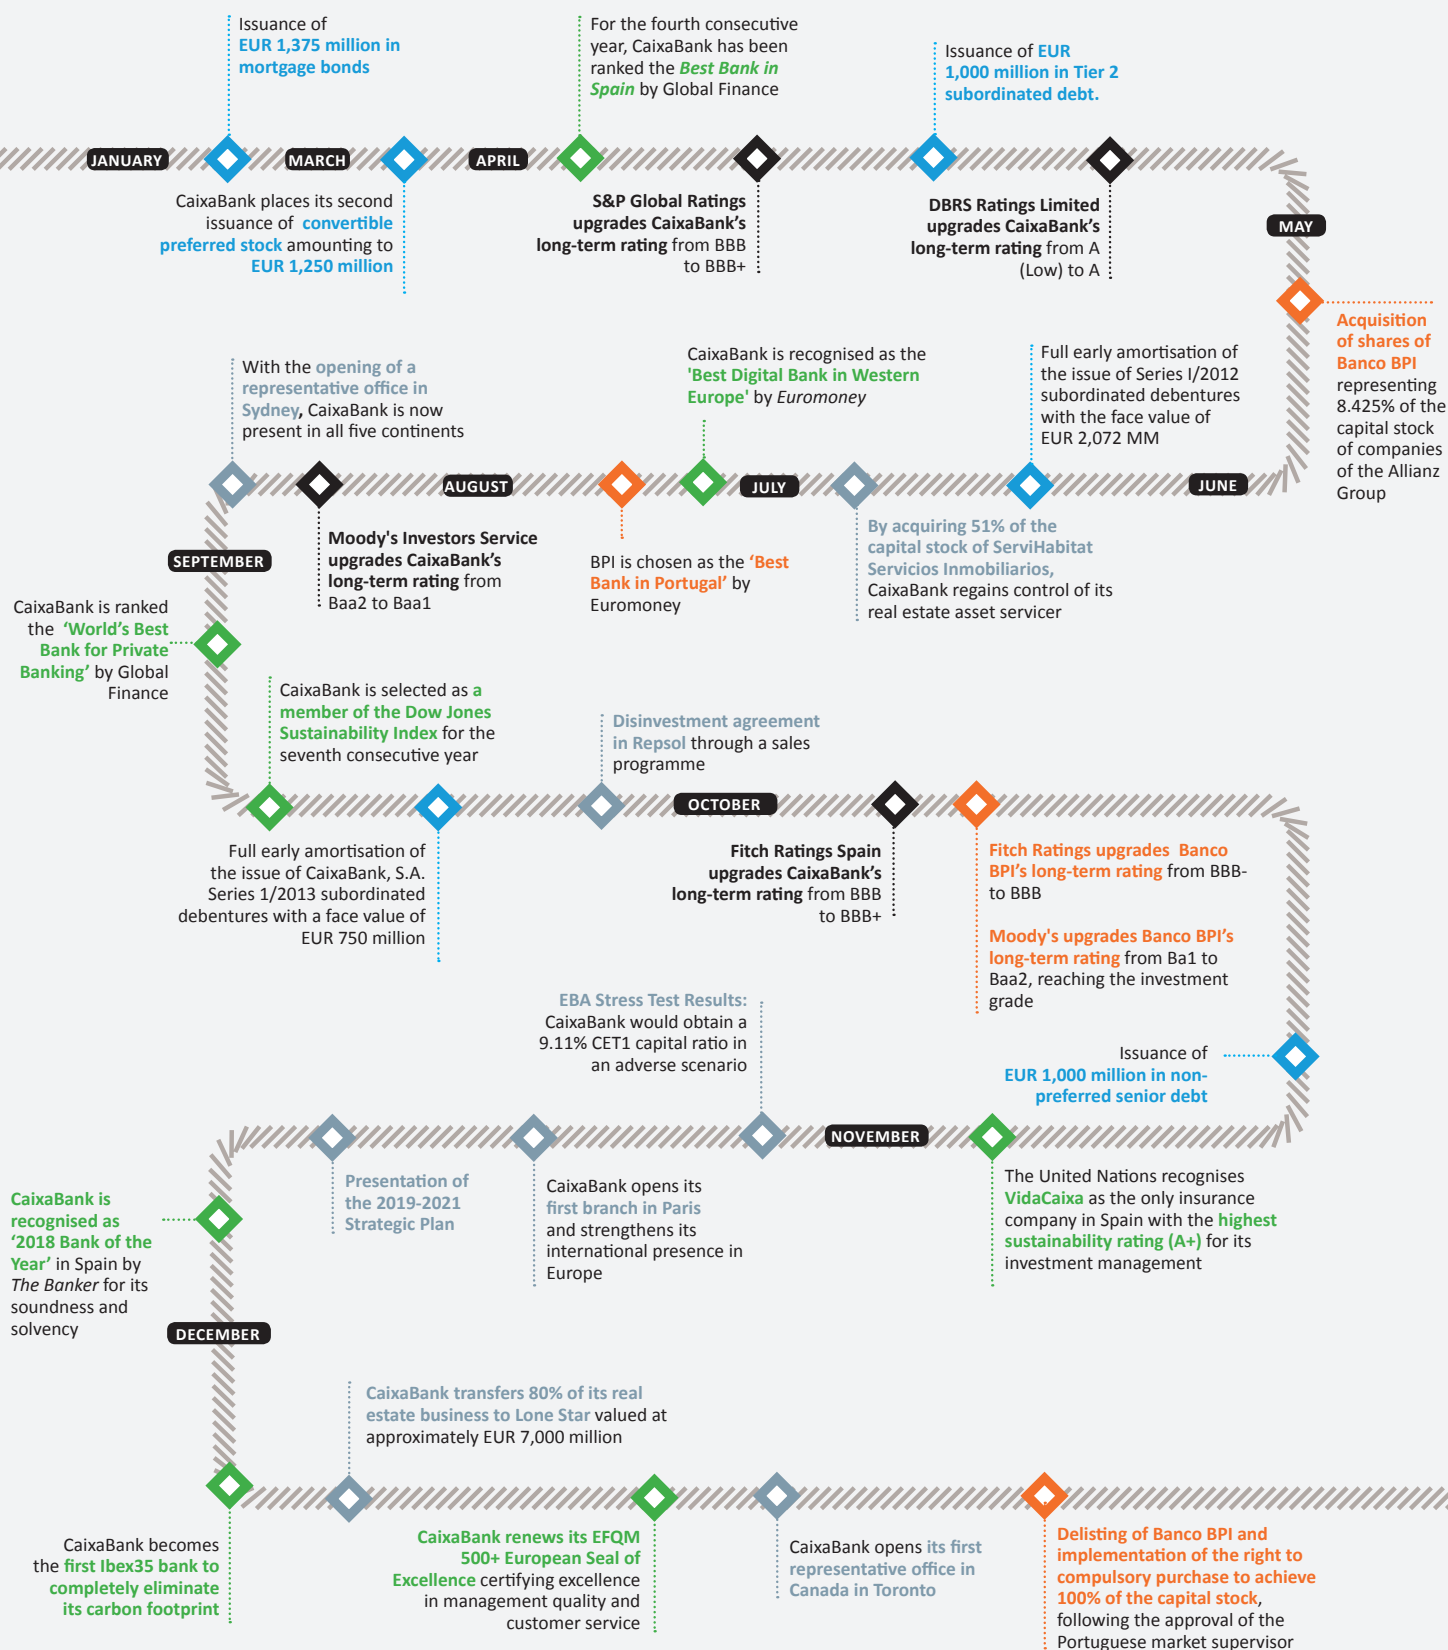 Issuance of
EUR 1,375 million in
mortgage bonds
For the fourth consecutive
year, CaixaBank has been
ranked the Best Bank in
Spain by Global Finance
Issuance of EUR
1,000 million in Tier 2
subordinated debt.
JANUARY
MARCH
APRIL
CaixaBank places its second
issuance of convertible
preferred stock amounting to
EUR 1,250 million
S&P Global Ratings
upgrades CaixaBank's
long-term rating from BBB
to BBB+
DBRS Ratings Limited
upgrades CaixaBank's
long-term rating from A
(Low) to A
MAY
Acquisition
of shares of
Banco BPI
representing
8.425% of the
capital stock
of companies
of the Allianz
Group
Full early amortisation of
the issue of Series I/2012
subordinated debentures
with the face value of
EUR 2,072 MM
CaixaBank is recognised as the
'Best Digital Bank in Western
Europe' by Euromoney
With the opening of a
representative office in
Sydney, CaixaBank is now
present in all five continents
JUNE
JULY
AUGUST
By acquiring 51% of the
capital stock of ServiHabitat
Servicios Inmobiliarios,
CaixaBank regains control of its
real estate asset servicer
BPI is chosen as the ‘Best
Bank in Portugal’ by
Euromoney
Moody's Investors Service
upgrades CaixaBank's
long-term rating from
Baa2 to Baa1
SEPTEMBER
CaixaBank is ranked
the ‘World’s Best
Bank for Private
Banking’ by Global
Finance
CaixaBank is selected as a
member of the Dow Jones
Sustainability Index for the
seventh consecutive year
Full early amortisation of
the issue of CaixaBank, S.A.
Series 1/2013 subordinated
debentures with a face value of
EUR 750 million
Disinvestment agreement
in Repsol through a sales
programme
OCTOBER
Fitch Ratings Spain
upgrades CaixaBank's
long-term rating from BBB
to BBB+
Fitch Ratings upgrades Banco
BPI’s long-term rating from BBB-
to BBB
Moody's upgrades Banco BPI’s
long-term rating from Ba1 to
Baa2, reaching the investment
grade
Issuance of
EUR 1,000 million in non-
preferred senior debt
The United Nations recognises
VidaCaixa as the only insurance
company in Spain with the highest
sustainability rating (A+) for its
investment management
NOVEMBER
EBA Stress Test Results:
CaixaBank would obtain a
9.11% CET1 capital ratio in
an adverse scenario
CaixaBank opens its
first branch in Paris
and strengthens its
international presence in
Europe
Presentation of
the 2019-2021
Strategic Plan
CaixaBank is
recognised as
‘2018 Bank of the
Year’ in Spain by
The Banker for its
soundness and
solvency
DECEMBER
CaixaBank becomes
the first Ibex35 bank to
completely eliminate
its carbon footprint
CaixaBank transfers 80% of its real
estate business to Lone Star valued at
approximately EUR 7,000 million
CaixaBank renews its EFQM
500+ European Seal of
Excellence certifying excellence
in management quality and
customer service
CaixaBank opens its first
representative office in
Canada in Toronto
Delisting of Banco BPI and
implementation of the right to
compulsory purchase to achieve
100% of the capital stock,
following the approval of the
Portuguese market supervisor